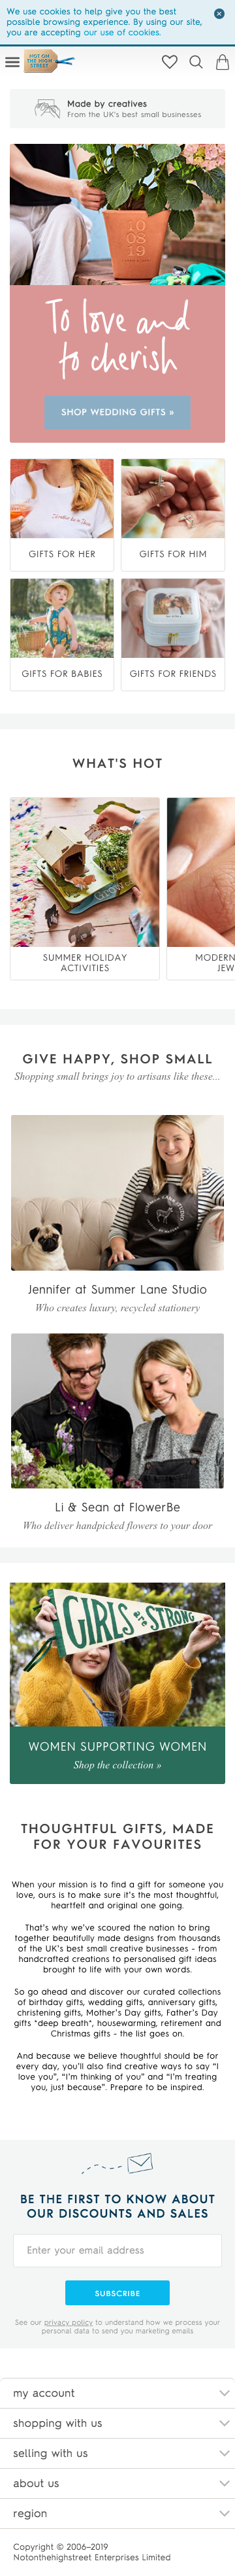 We use cookies to help give you the best
possible browsing experience. By using our site,
you are accepting our use of cookies.
NOT ON
THE HIGH
STREET
Made by creatives
From the UK's best small businesses
10
08
19
To love and
to cherish
SHOP WEDDING GIFTS »
GIFTS FOR HER
GIFTS FOR HIM
GIFTS FOR BABIES
GIFTS FOR FRIENDS
WHAT'S HOT
SUMMER HOLIDAY
ACTIVITIES
MODERN
JEW
GIVE HAPPY, SHOP SMALL
Shopping small brings joy to artisans like these...
Jennifer at Summer Lane Studio
Who creates luxury, recycled stationery
Li & Sean at FlowerBe
Who deliver handpicked flowers to your door
GIRLS are STRONG
WOMEN SUPPORTING WOMEN
Shop the collection »
THOUGHTFUL GIFTS, MADE
FOR YOUR FAVOURITES
When your mission is to find a gift for someone you
love, ours is to make sure it's the most thoughtful,
heartfelt and original one going.
That's why we've scoured the nation to bring
together beautifully made designs from thousands
of the UK's best small creative businesses - from
handcrafted creations to personalised gift ideas
brought to life with your own words.
So go ahead and discover our curated collections
of birthday gifts, wedding gifts, anniversary gifts,
christening gifts, Mother's Day gifts, Father's Day
gifts *deep breath*, housewarming, retirement and
Christmas gifts - the list goes on.
And because we believe thoughtful should be for
every day, you'll also find creative ways to say "I
love you", "I'm thinking of you" and "I'm treating
you, just because". Prepare to be inspired.
BE THE FIRST TO KNOW ABOUT
OUR DISCOUNTS AND SALES
Enter your email address
SUBSCRIBE
See our privacy policy to understand how we process your
personal data to send you marketing emails
my account
shopping with us
selling with us
about us
region
Copyright © 2006–2019
Notonthehighstreet Enterprises Limited